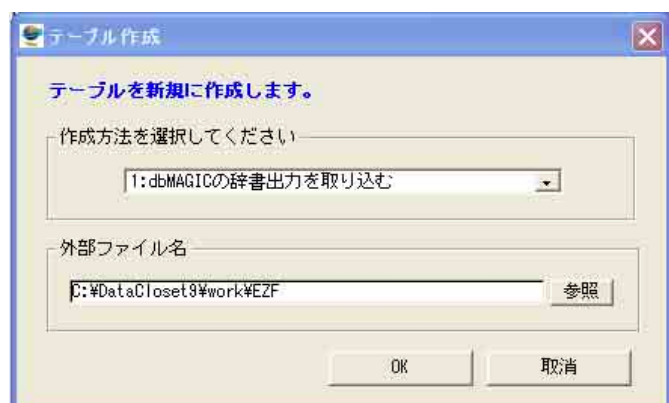 テーブル作成
テーブルを新規に作成します。
作成方法を選択してください
1:dbMAGICの辞書出力を取り込む
外部ファイル名
C:¥DataCloset9¥work¥EZF
参照
OK
取消